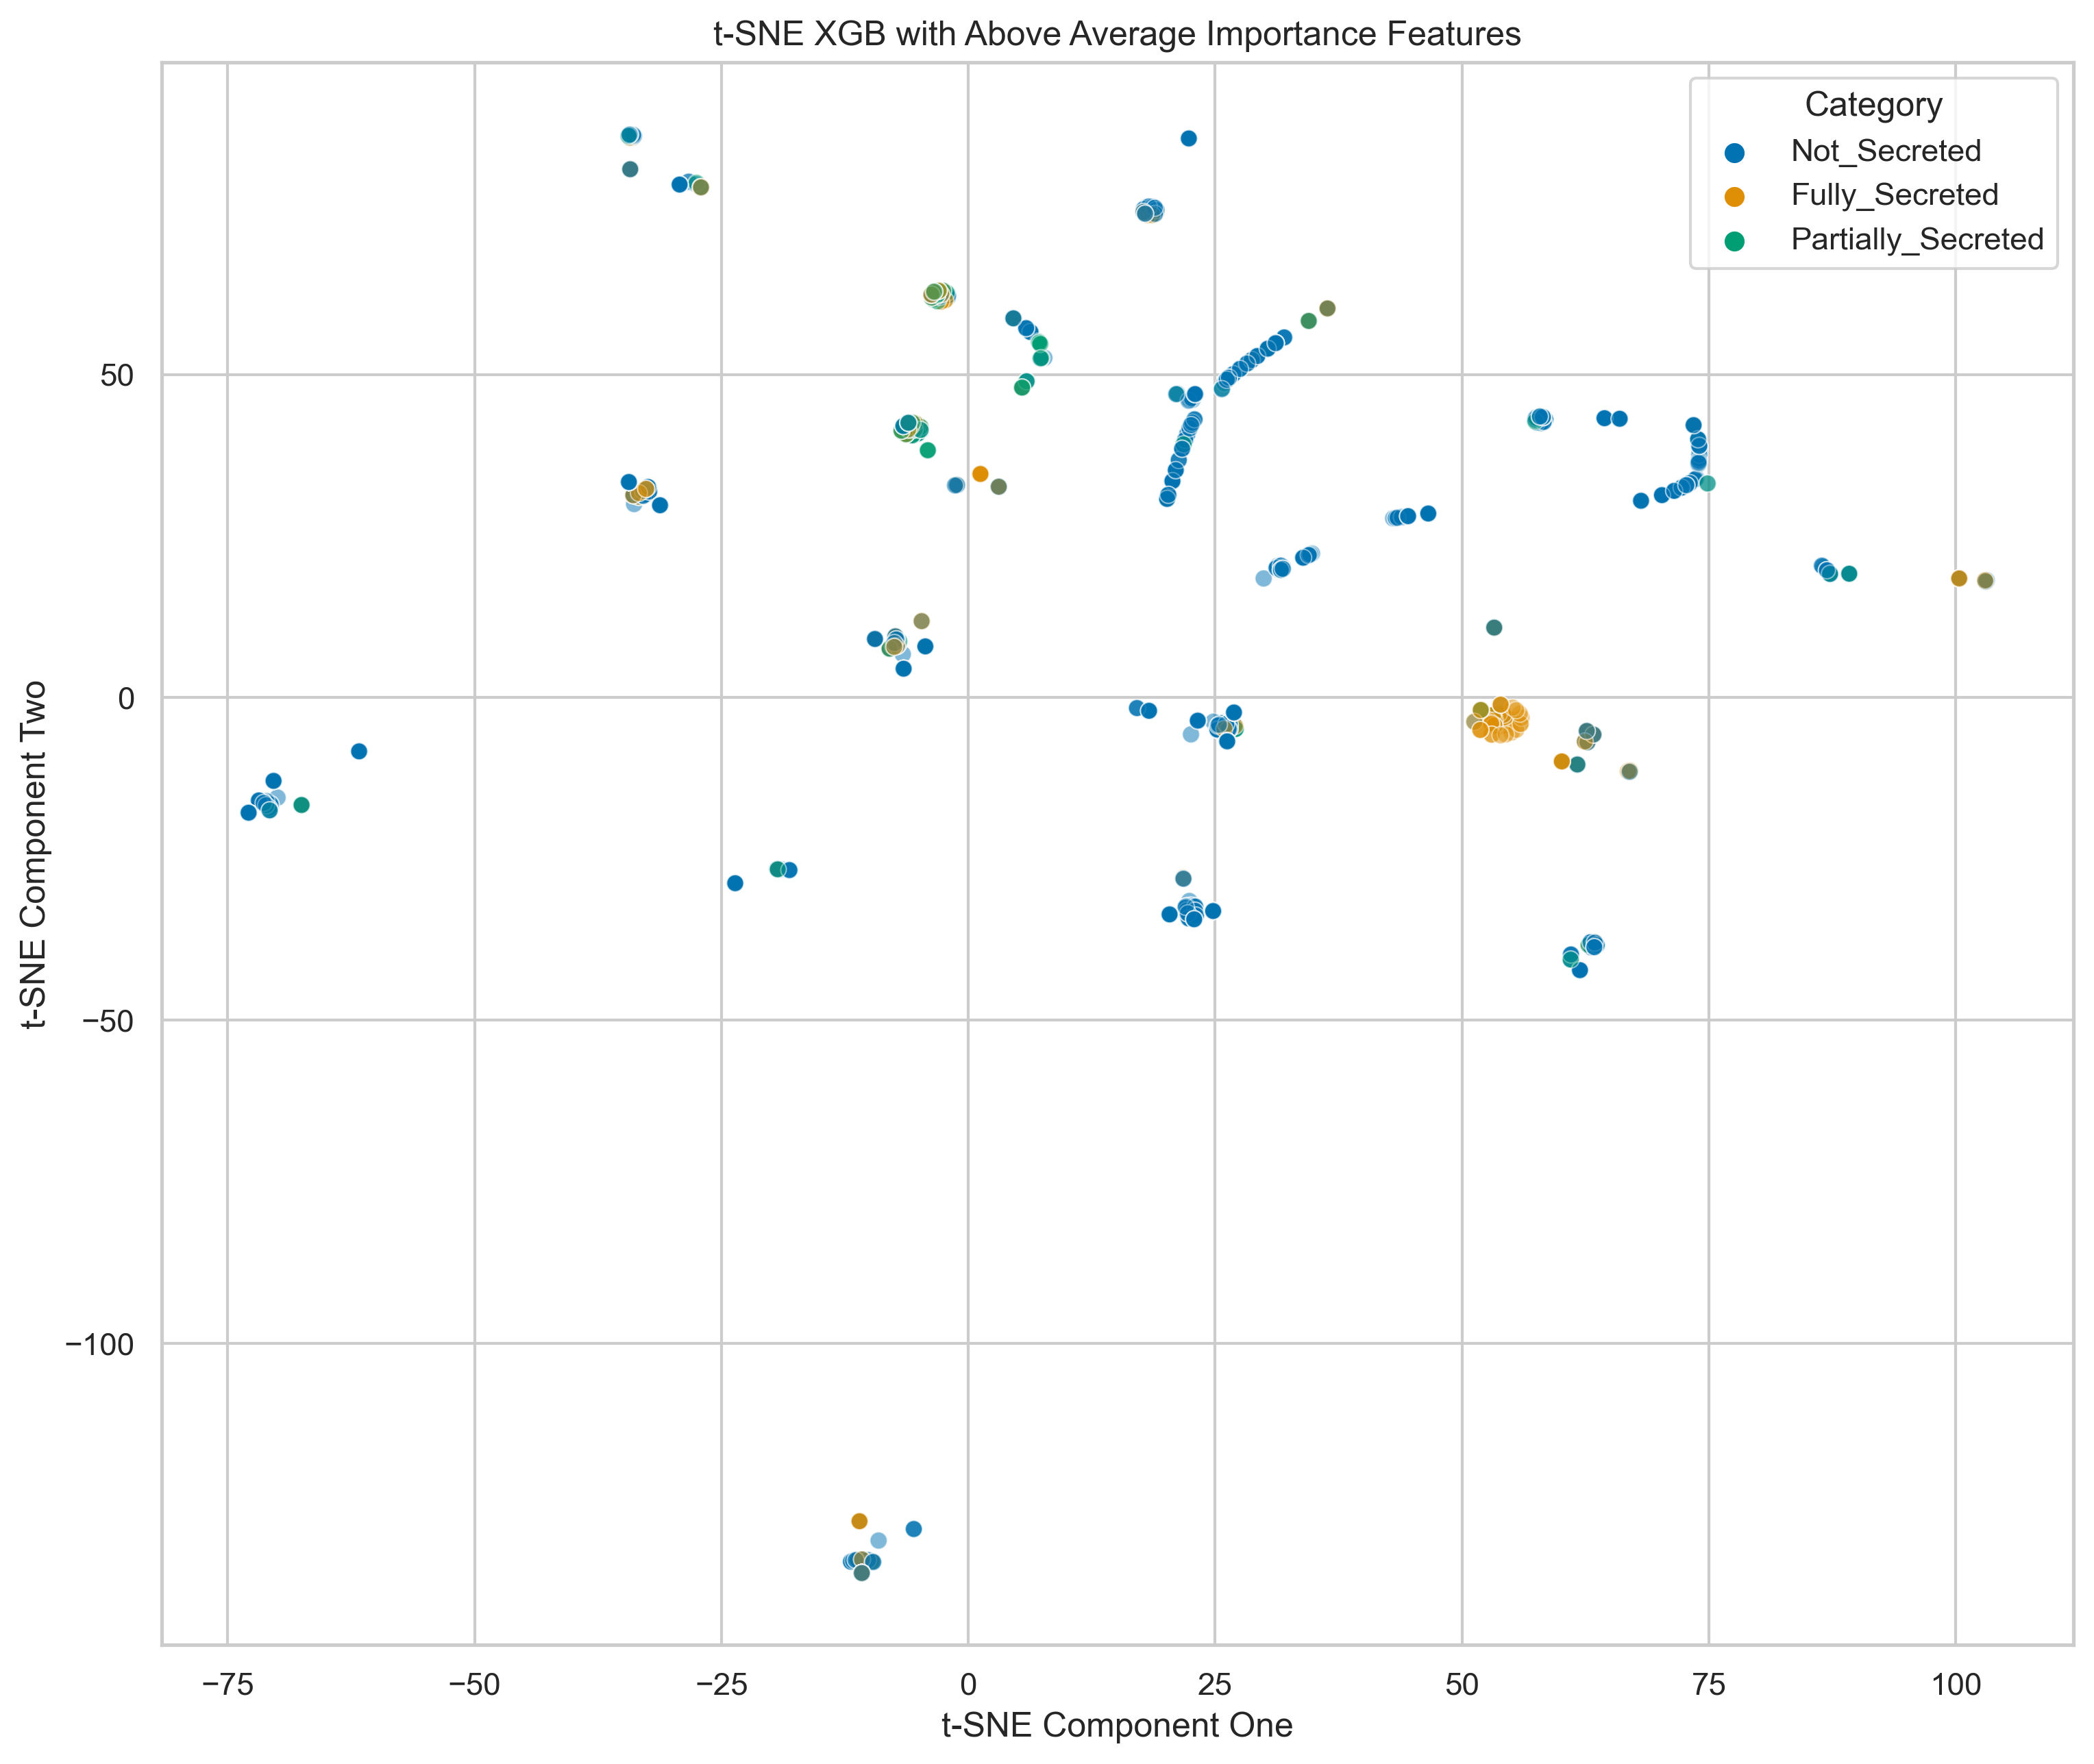 t-SNE XGB with Above Average Importance Features
Category
Not_Secreted
Fully_Secreted
Partially_Secreted
50
0
−50
−100
t-SNE Component Two
−75
−50
−25
0
25
50
75
100
t-SNE Component One